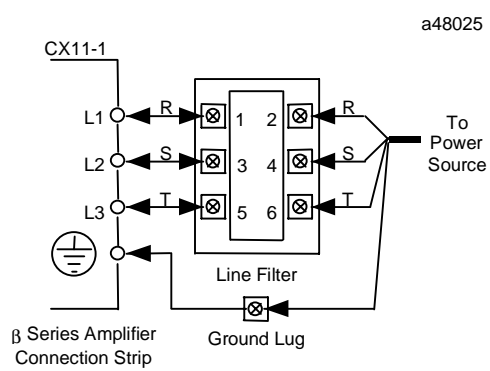 a48025
CX11-1
L1
R
1
2
R
L2
S
3
4
S
L3
T
5
6
T
To
Power
Source
Line Filter
Ground Lug
β Series Amplifier
Connection Strip